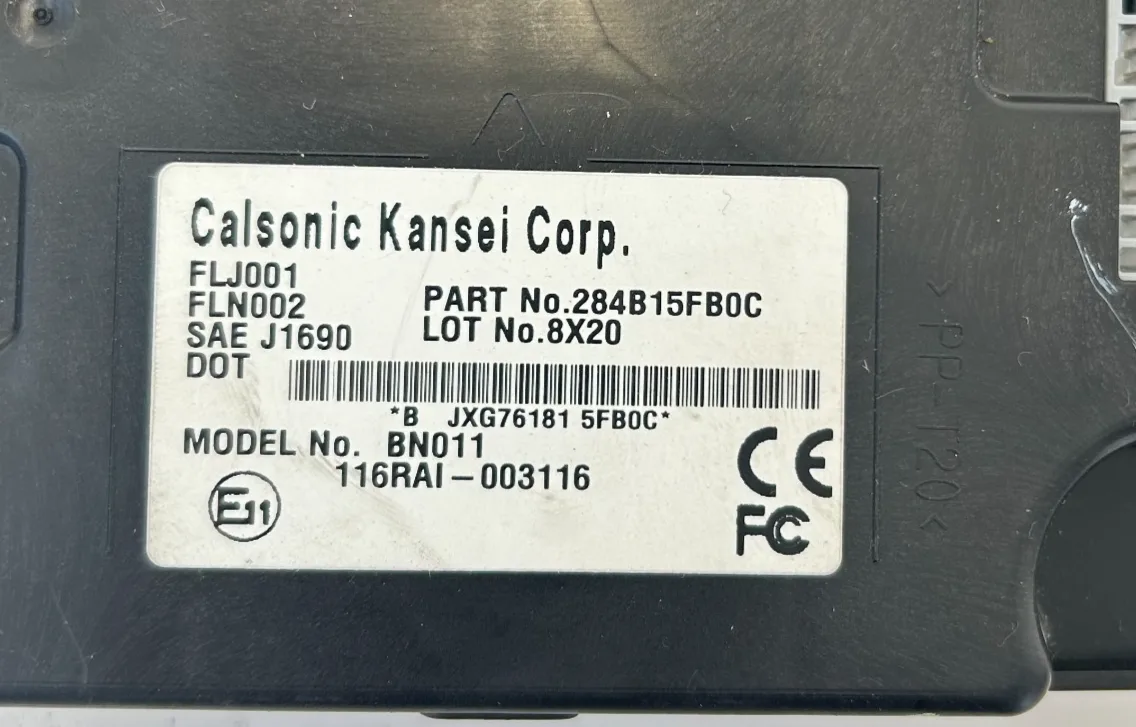 Calsonic Kansei Corp.
FLJ001
FLN002
SAE J1690
DOT
PART No.284B15FB0C
LOT No.8X20
*B JXG76181 5FB0C*
MODEL No. BN011
116RAI-003116
E11
CE
FC
>PP-T20<